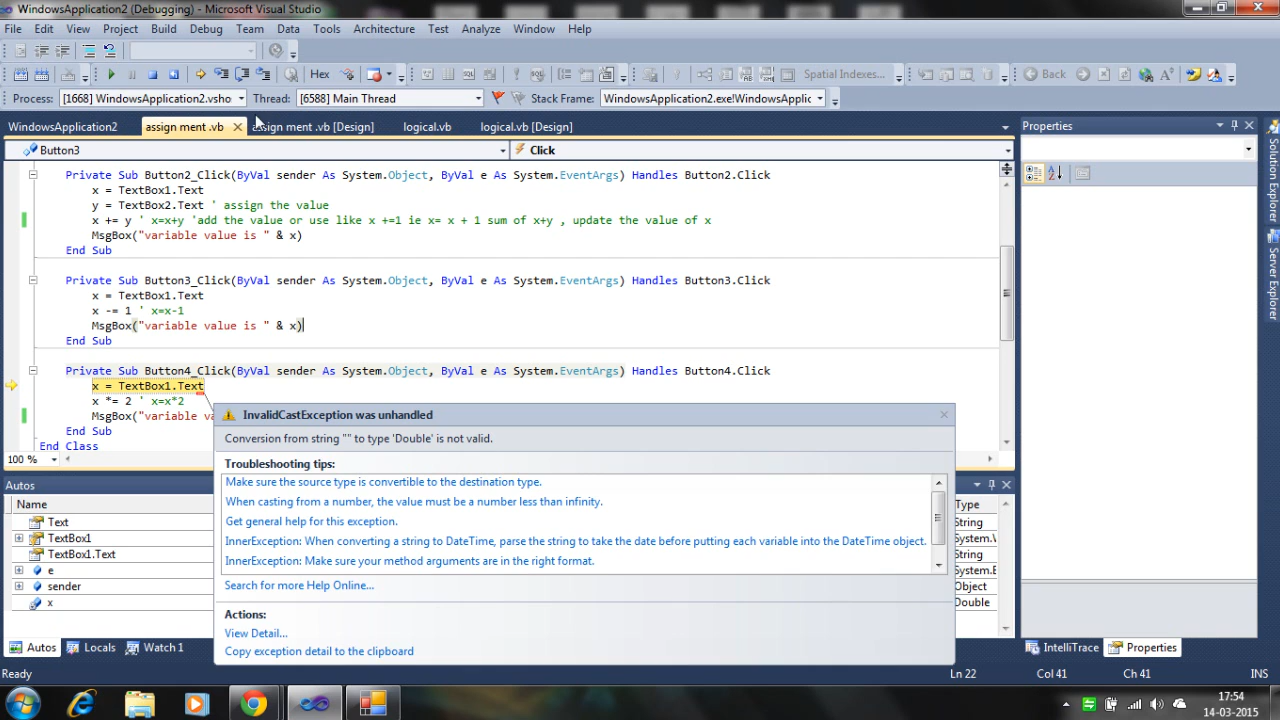 WindowsApplication2 (Debugging) - Microsoft Visual Studio
File Edit View Project Build Debug Team Data Tools Architecture Test Analyze Window Help
Hex Spatial Indexes... Back
Process: [1668] WindowsApplication2.vsho Thread: [6588] Main Thread Stack Frame: WindowsApplication2.exe!WindowsApplic
WindowsApplication2 assign ment .vb assign ment .vb [Design] logical.vb logical.vb [Design] Properties
Button3 Click
Private Sub Button2_Click(ByVal sender As System.Object, ByVal e As System.EventArgs) Handles Button2.Click
x = TextBox1.Text
y = TextBox2.Text ' assign the value
x += y ' x=x+y 'add the value or use like x +=1 ie x= x + 1 sum of x+y , update the value of x
MsgBox("variable value is " & x)
End Sub
Private Sub Button3_Click(ByVal sender As System.Object, ByVal e As System.EventArgs) Handles Button3.Click
x = TextBox1.Text
x -= 1 ' x=x-1
MsgBox("variable value is " & x)
End Sub
Private Sub Button4_Click(ByVal sender As System.Object, ByVal e As System.EventArgs) Handles Button4.Click
x = TextBox1.Text
x *= 2 ' x=x*2
MsgBox("variable va
End Sub
End Class
100 %
InvalidCastException was unhandled
Conversion from string "" to type 'Double' is not valid.
Troubleshooting tips:
Make sure the source type is convertible to the destination type.
When casting from a number, the value must be a number less than infinity.
Get general help for this exception.
InnerException: When converting a string to DateTime, parse the string to take the date before putting each variable into the DateTime object.
InnerException: Make sure your method arguments are in the right format.
Search for more Help Online...
Actions:
View Detail...
Copy exception detail to the clipboard
Autos
Name Type
Text String
TextBox1 System.W
TextBox1.Text String
e System.E
sender Object
x Double
Autos Locals Watch 1 IntelliTrace Properties
Solution Explorer
Server Explorer
Ready Ln 22 Col 41 Ch 41
17:54
14-03-2015